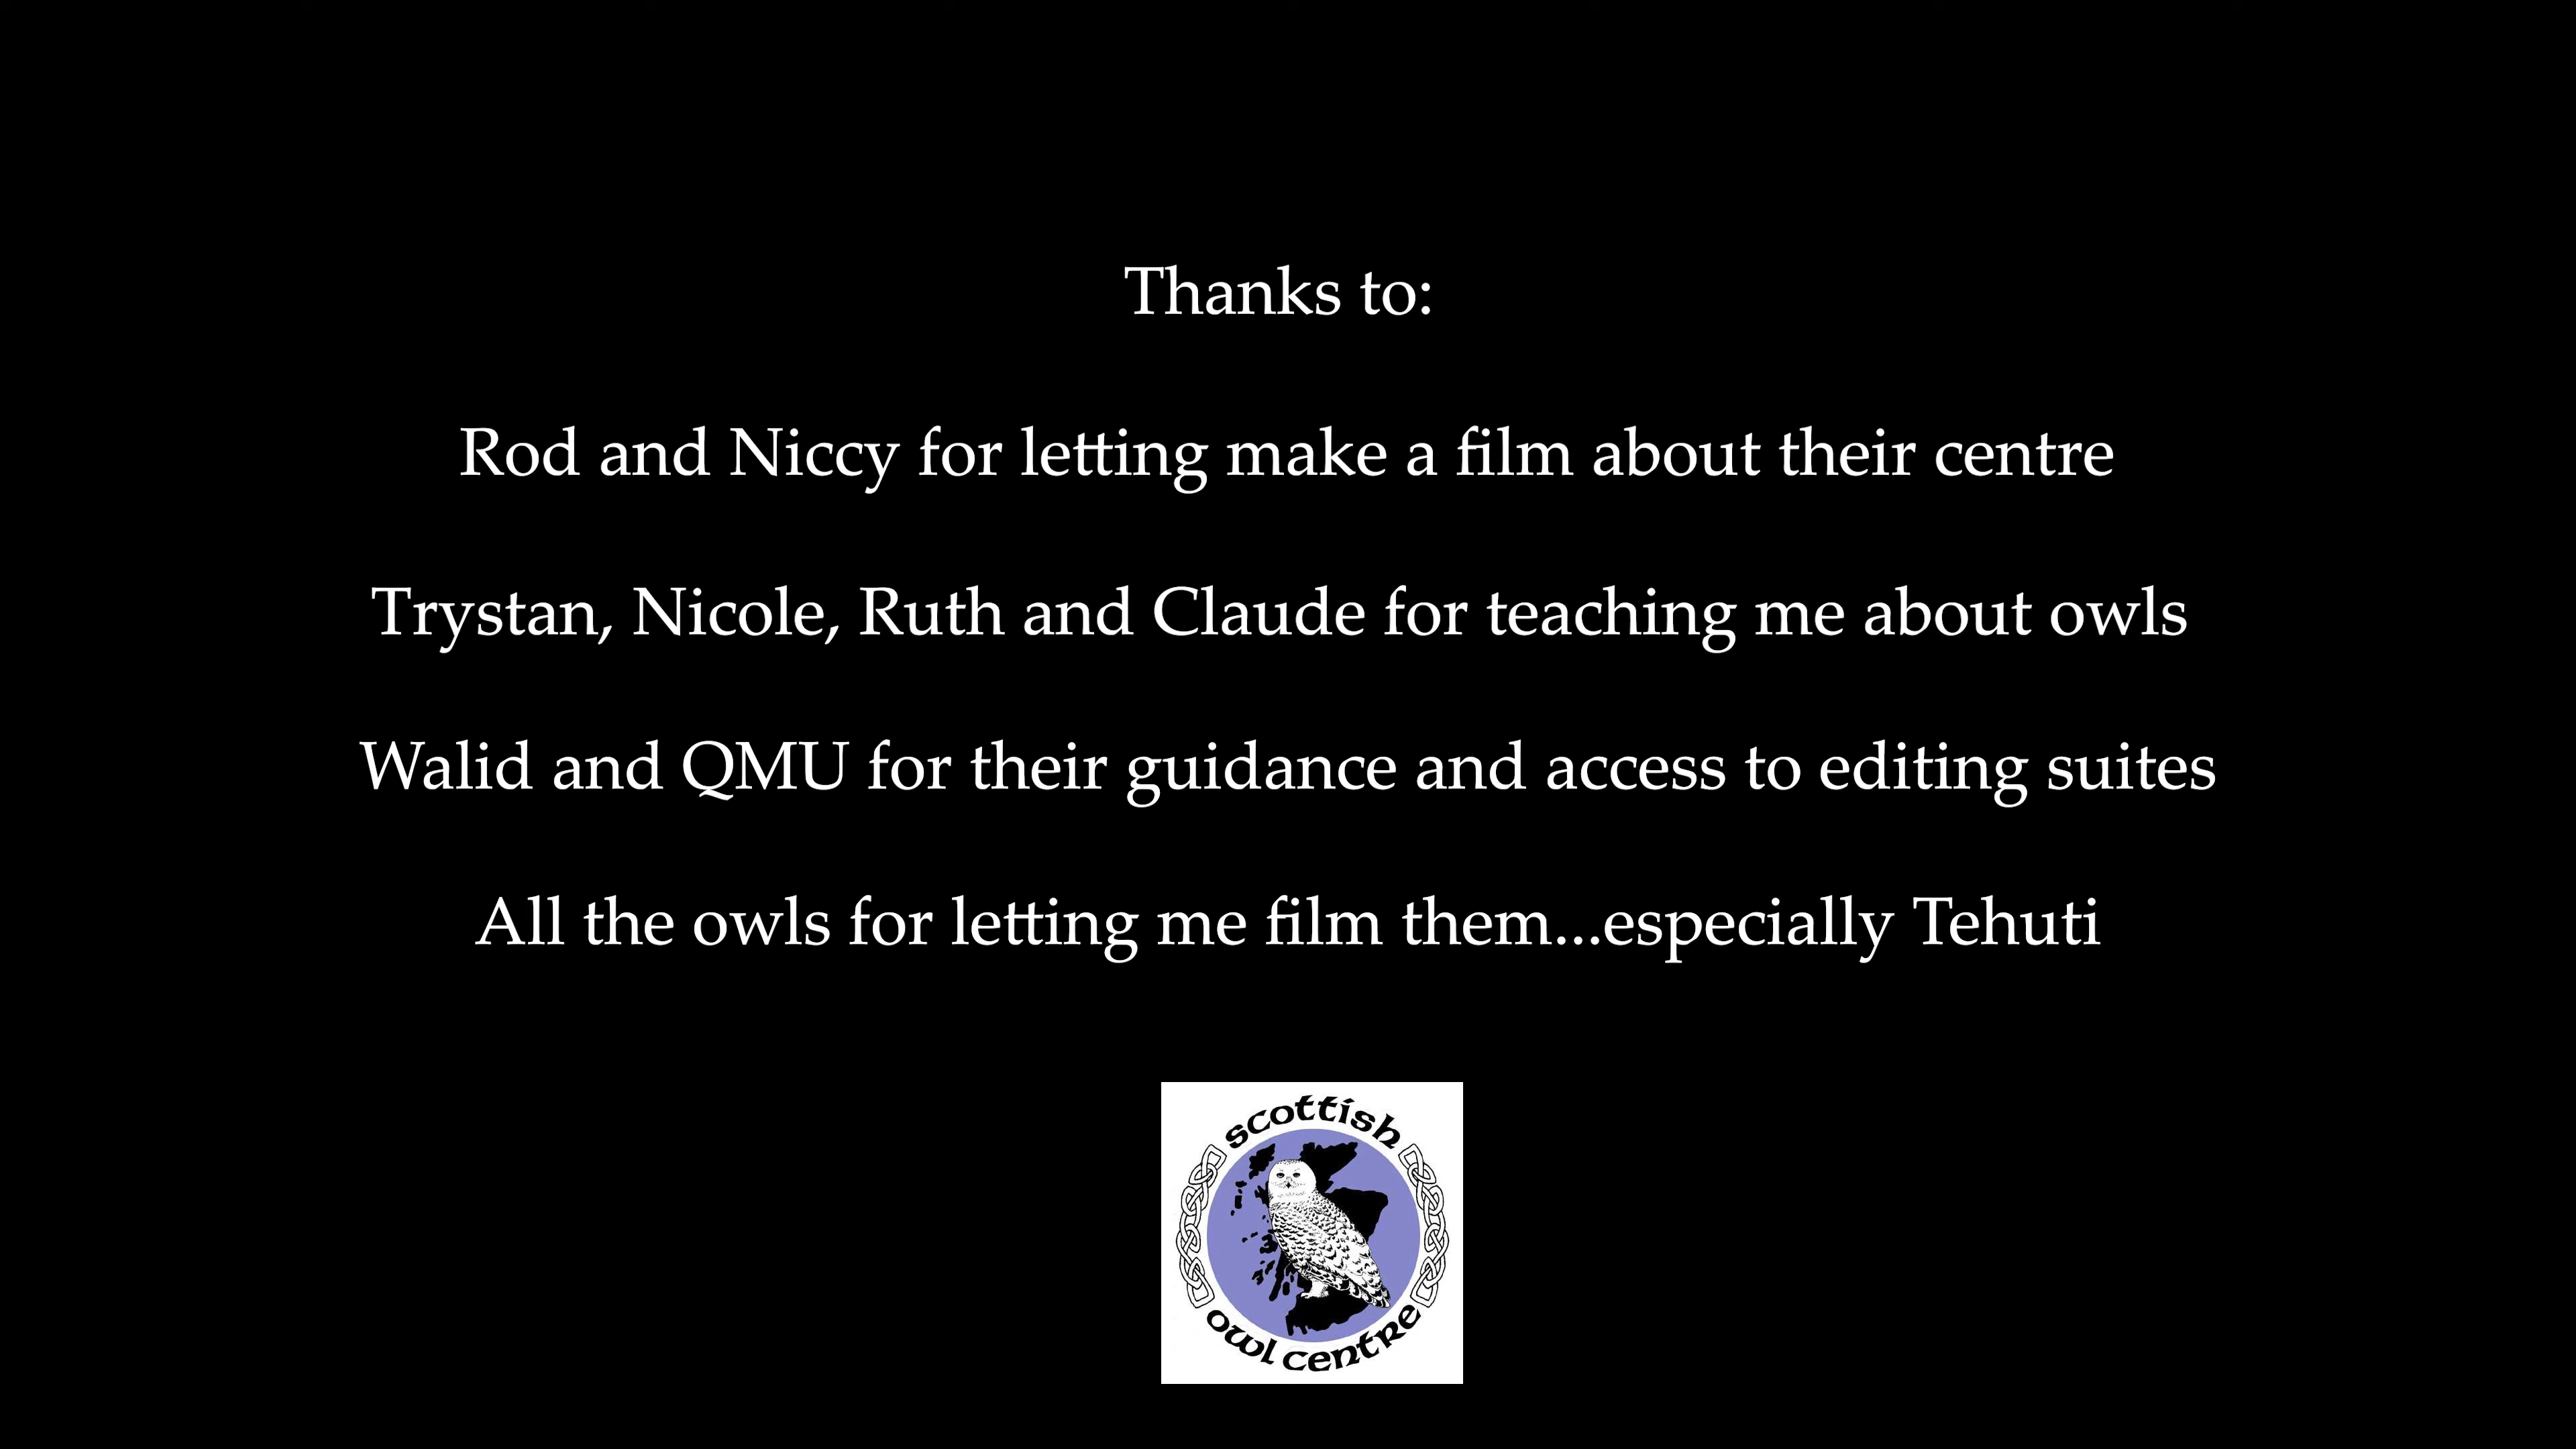 Thanks to:
Rod and Niccy for letting make a film about their centre
Trystan, Nicole, Ruth and Claude for teaching me about owls
Walid and QMU for their guidance and access to editing suites
All the owls for letting me film them...especially Tehuti
SCOTTISH
OWL CENTRE